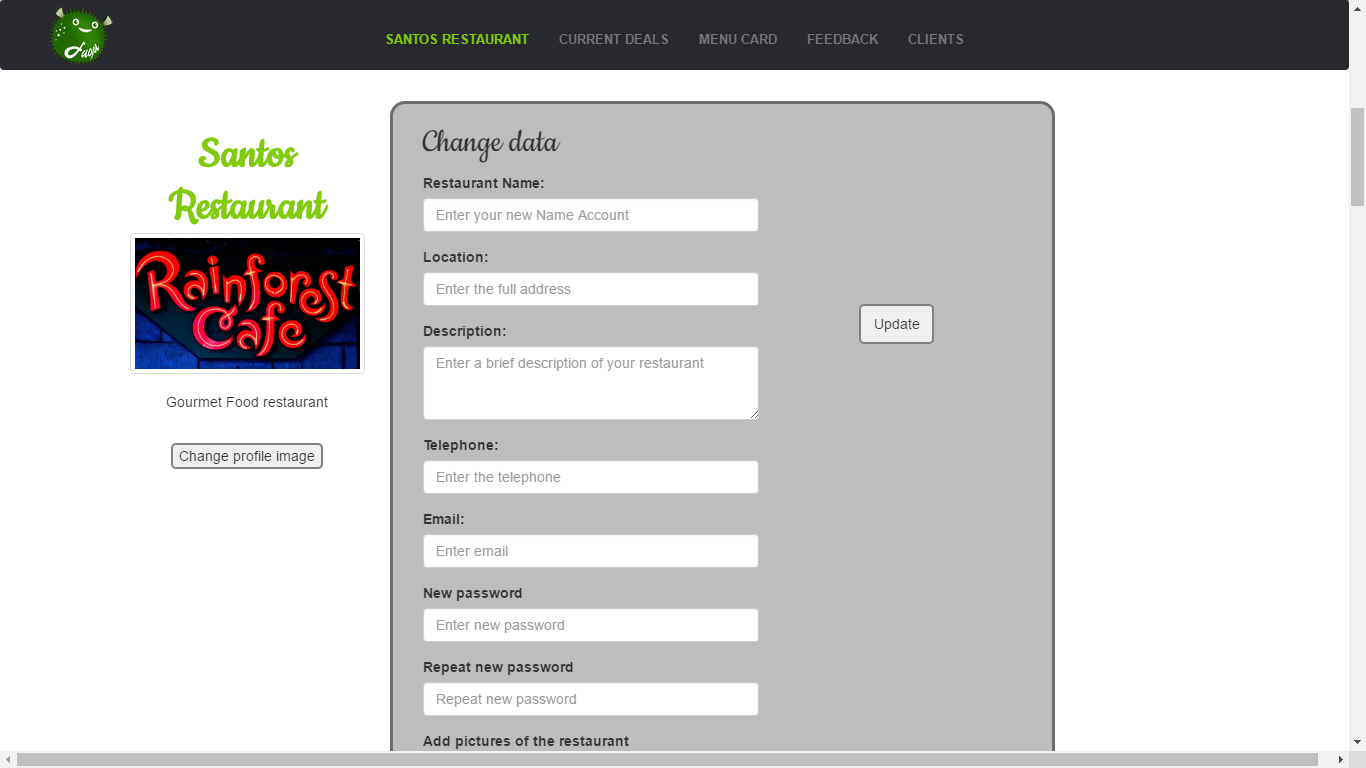 Fugu
SANTOS RESTAURANT
CURRENT DEALS
MENU CARD
FEEDBACK
CLIENTS
Santos
Restaurant
Rainforest
Cafe
Gourmet Food restaurant
Change profile image
Change data
Restaurant Name:
Enter your new Name Account
Location:
Enter the full address
Description:
Enter a brief description of your restaurant
Telephone:
Enter the telephone
Email:
Enter email
New password
Enter new password
Repeat new password
Repeat new password
Add pictures of the restaurant
Update